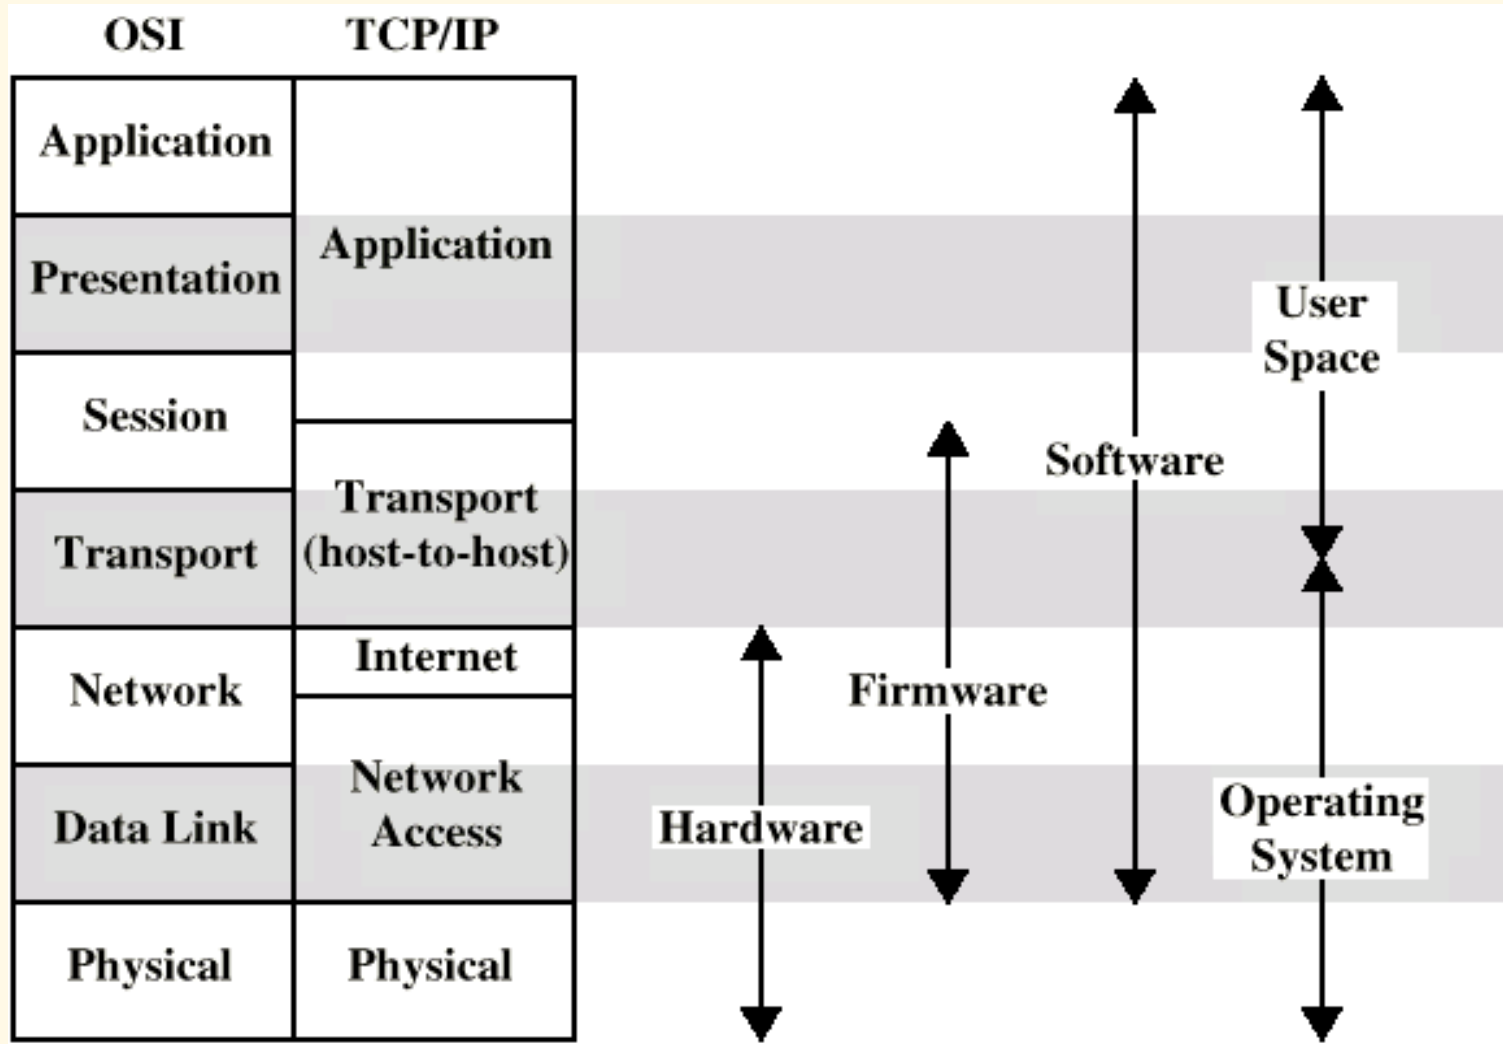 OSI
TCP/IP
Application
Presentation
Session
Transport
Network
Data Link
Physical
Application
Transport
(host-to-host)
Internet
Network
Access
Physical
Hardware
Firmware
Software
User
Space
Operating
System